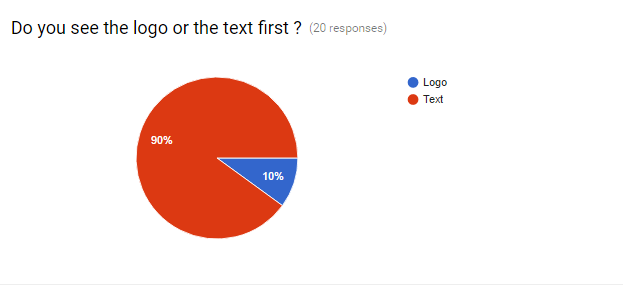 Do you see the logo or the text first ? (20 responses)
Logo
Text
90%
10%